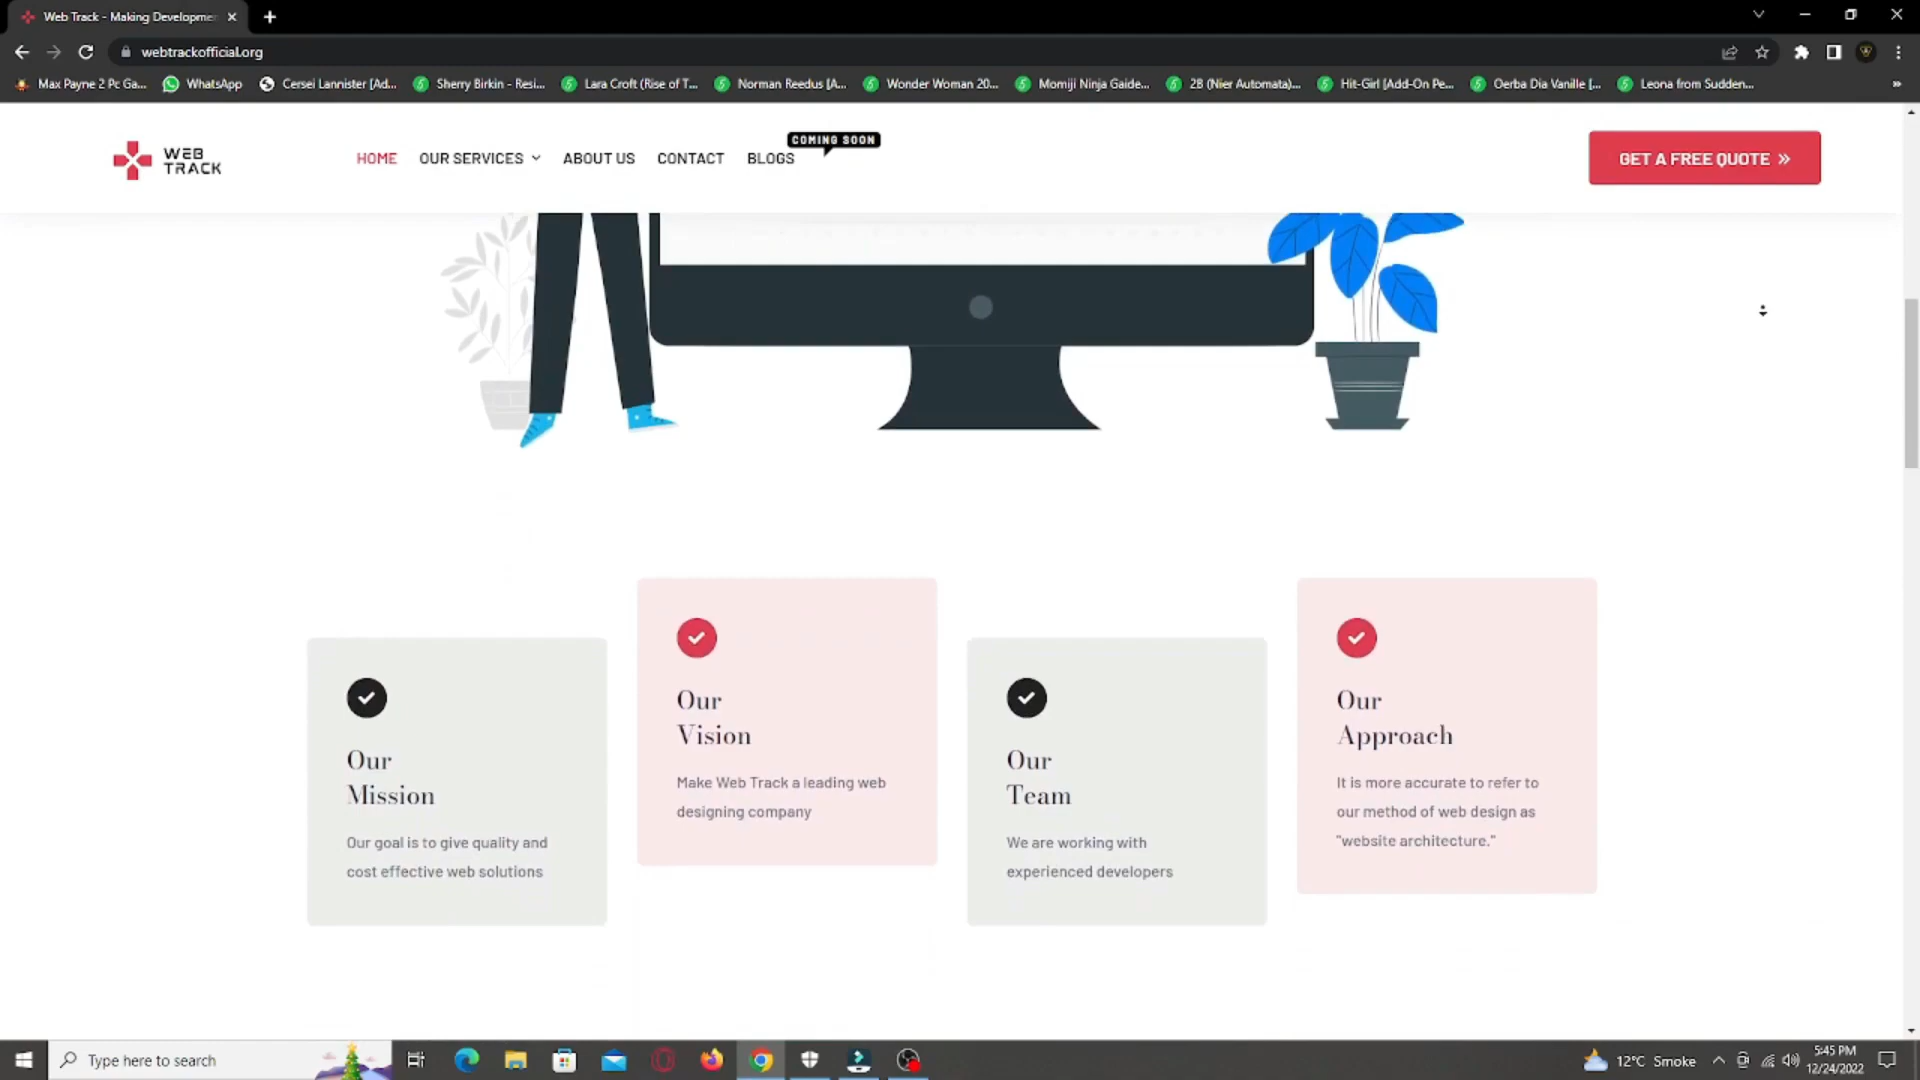 Web Track - Making Developmen
webtrackofficial.org
Max Payne 2 Pc Ga...
WhatsApp
Cersei Lannister [Ad...
Sherry Birkin - Resi...
Lara Croft (Rise of T...
Norman Reedus [A...
Wonder Woman 20...
Momiji Ninja Gaide...
2B (Nier Automata)...
Hit-Girl [Add-On Pe...
Oerba Dia Vanille [...
Leona from Sudden...
COMING SOON
WEB
TRACK
HOME
OUR SERVICES
ABOUT US
CONTACT
BLOGS
GET A FREE QUOTE
Our
Mission
Our goal is to give quality and
cost effective web solutions
Our
Vision
Make Web Track a leading web
designing company
Our
Team
We are working with
experienced developers
Our
Approach
It is more accurate to refer to
our method of web design as
"website architecture."
Type here to search
12°C Smoke
5:45 PM
12/24/2022